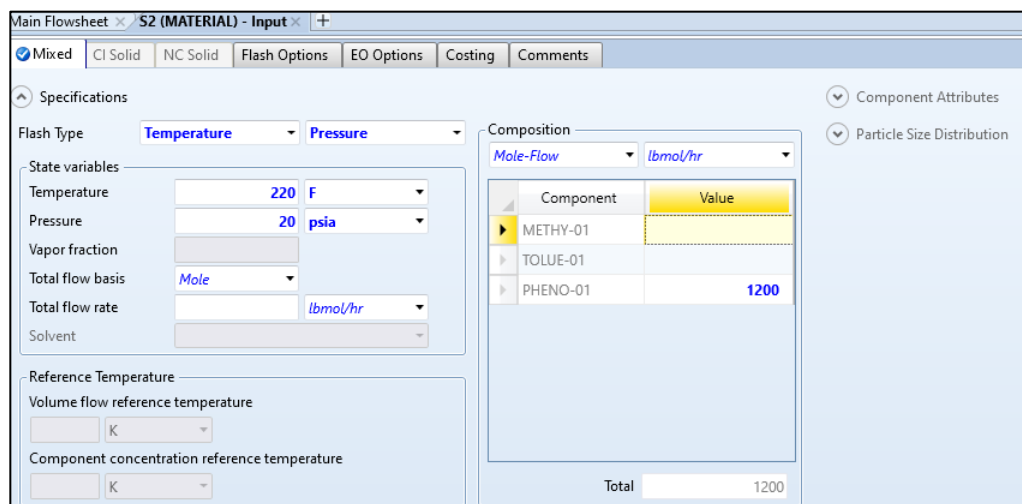 Main Flowsheet × S2 (MATERIAL) - Input × +
Mixed CI Solid NC Solid Flash Options EO Options Costing Comments
Specifications
Flash Type Temperature Pressure
State variables
Temperature 220 F
Pressure 20 psia
Vapor fraction
Total flow basis Mole
Total flow rate lbmol/hr
Solvent
Reference Temperature
Volume flow reference temperature
K
Component concentration reference temperature
K
Composition
Mole-Flow lbmol/hr
Component Value
METHY-01
TOLUE-01
PHENO-01 1200
Total 1200
Component Attributes
Particle Size Distribution